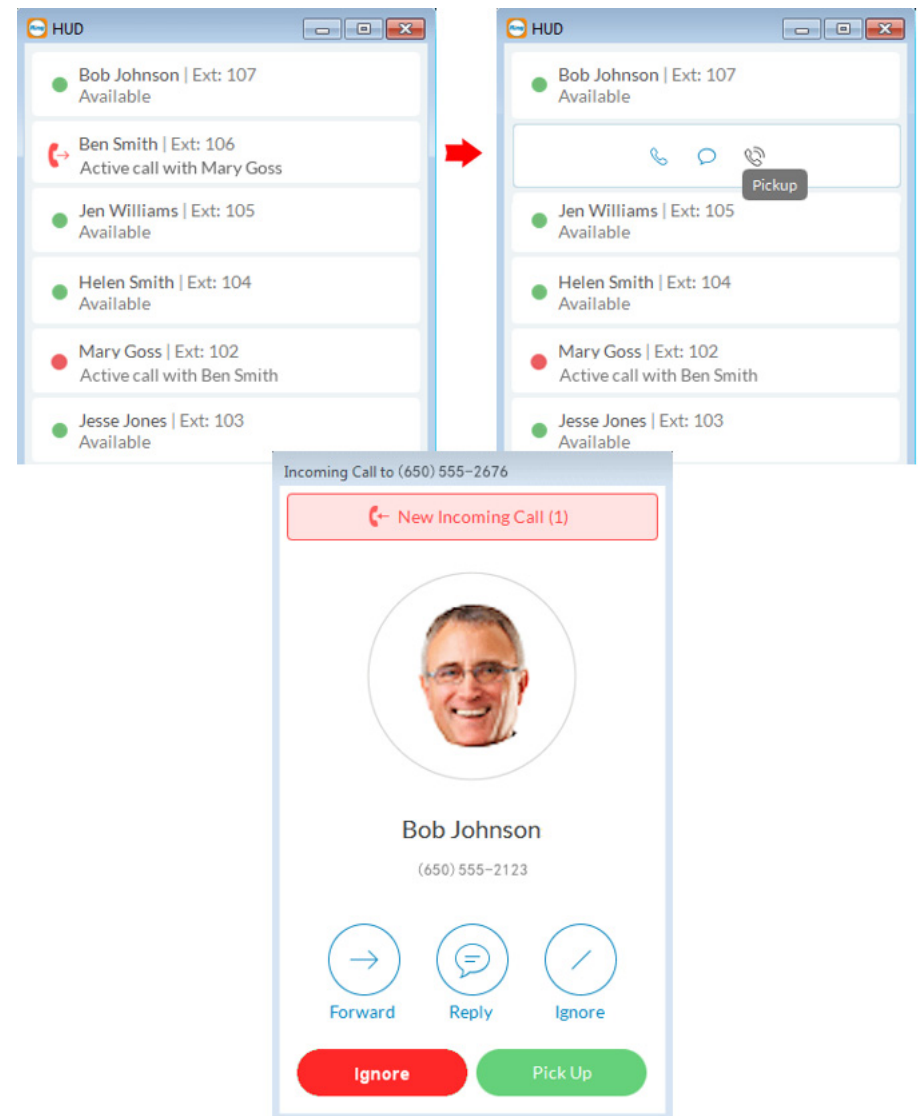 HUD
Bob Johnson | Ext: 107
Available
Ben Smith | Ext: 106
Active call with Mary Goss
Jen Williams | Ext: 105
Available
Helen Smith | Ext: 104
Available
Mary Goss | Ext: 102
Active call with Ben Smith
Jesse Jones | Ext: 103
Available
HUD
Bob Johnson | Ext: 107
Available
Pickup
Jen Williams | Ext: 105
Available
Helen Smith | Ext: 104
Available
Mary Goss | Ext: 102
Active call with Ben Smith
Jesse Jones | Ext: 103
Available
Incoming Call to (650) 555-2676
New Incoming Call (1)
Bob Johnson
(650) 555-2123
Forward Reply Ignore
Ignore Pick Up